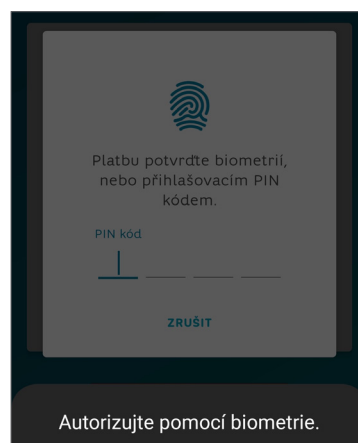 Platbu potvrďte biometrií,
nebo přihlašovacím PIN
kódem.
PIN kód
ZRUŠIT
Autorizujte pomocí biometrie.